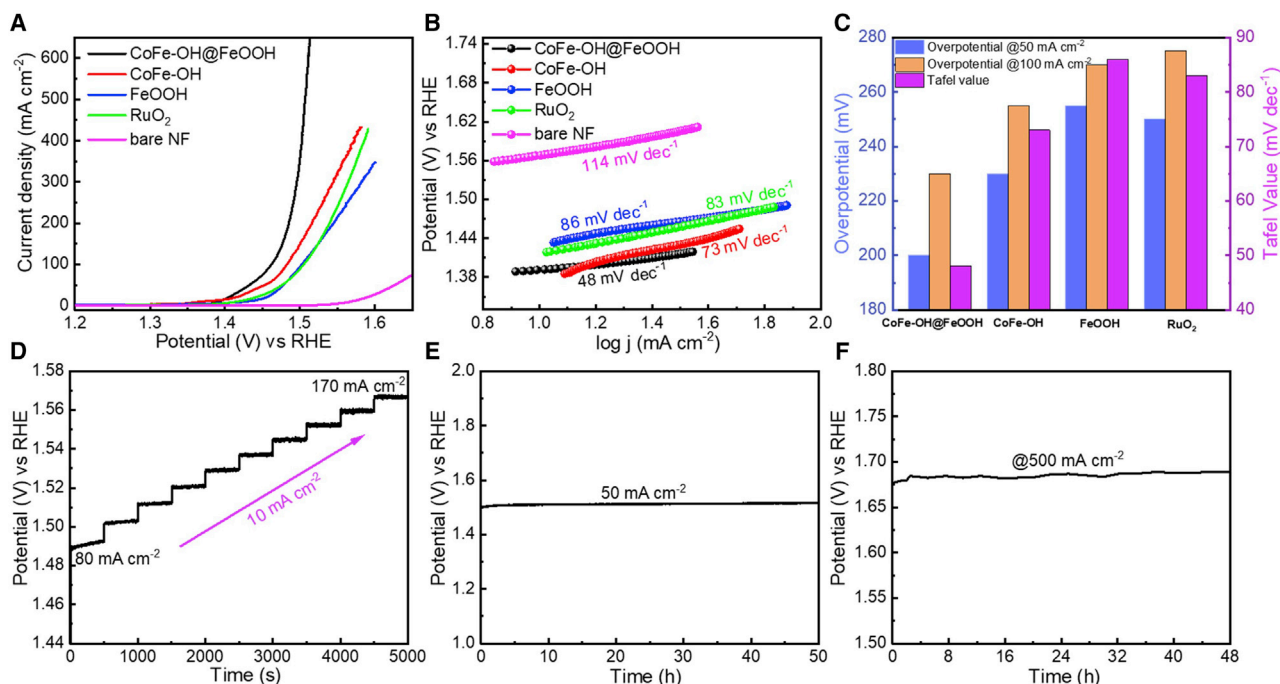 A
CoFe-OH@FeOOH
CoFe-OH
FeOOH
RuO₂
bare NF
600
500
400
300
200
100
0
1.2
1.3
1.4
1.5
1.6
Current density (mA cm⁻²)
Potential (V) vs RHE
B
1.74
1.68
1.62
1.56
1.50
1.44
1.38
CoFe-OH@FeOOH
CoFe-OH
FeOOH
RuO₂
bare NF
114 mV dec⁻¹
86 mV dec⁻¹
83 mV dec⁻¹
73 mV dec⁻¹
48 mV dec⁻¹
0.8
1.0
1.2
1.4
1.6
1.8
2.0
Potential (V) vs RHE
log j (mA cm⁻²)
C
280
260
240
220
200
180
Overpotential @50 mA cm⁻²
Overpotential @100 mA cm⁻²
Tafel value
90
80
70
60
50
40
CoFe-OH@FeOOH
CoFe-OH
FeOOH
RuO₂
Overpotential (mV)
Tafel Value (mV dec⁻¹)
D
1.56
1.54
1.52
1.50
1.48
1.46
1.44
170 mA cm⁻²
10 mA cm⁻²
80 mA cm⁻²
0
1000
2000
3000
4000
5000
Potential (V) vs RHE
Time (s)
E
2.0
1.8
1.6
1.4
1.2
1.0
50 mA cm⁻²
0
10
20
30
40
50
Potential (V) vs RHE
Time (h)
F
1.80
1.75
1.70
1.65
1.60
1.55
1.50
@500 mA cm⁻²
0
8
16
24
32
40
48
Potential (V) vs RHE
Time (h)